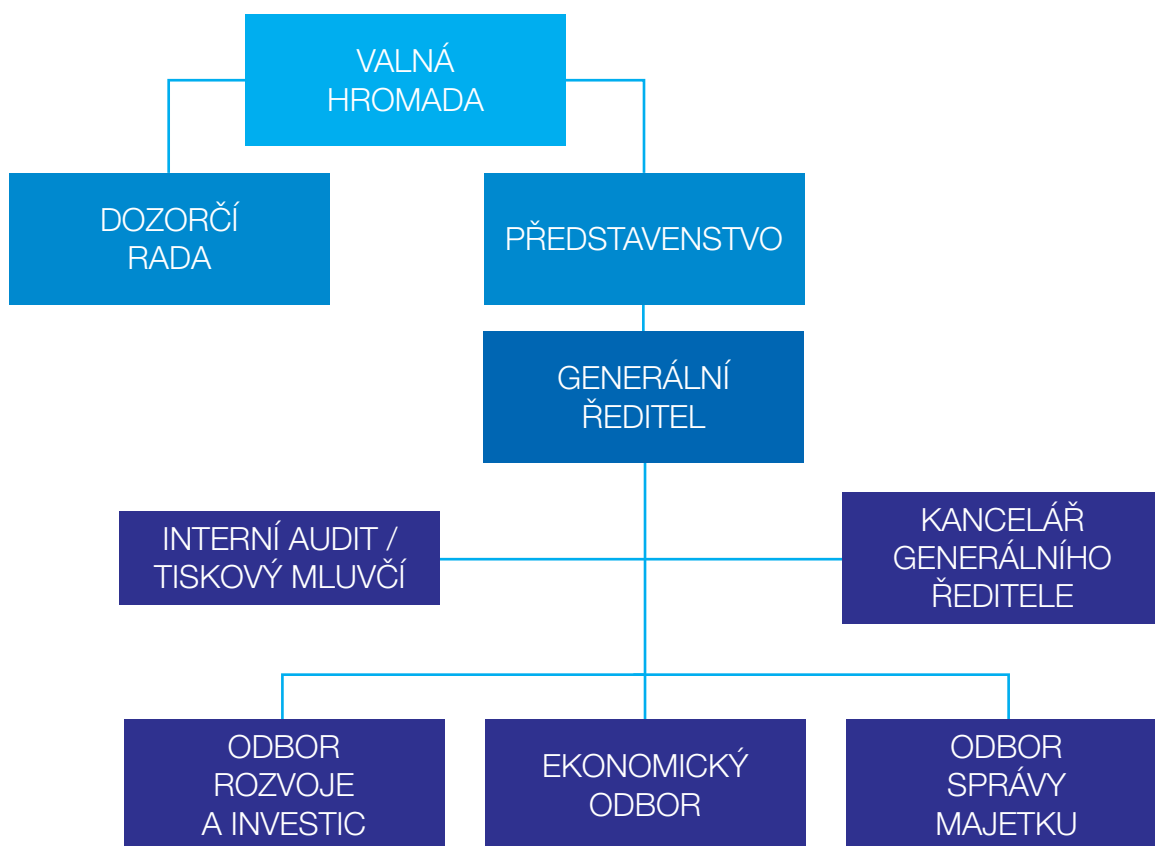 VALNÁ
HROMADA
DOZORČÍ
RADA
PŘEDSTAVENSTVO
GENERÁLNÍ
ŘEDITEL
INTERNÍ AUDIT /
TISKOVÝ MLUVČÍ
KANCELÁŘ
GENERÁLNÍHO
ŘEDITELE
ODBOR
ROZVOJE
A INVESTIC
EKONOMICKÝ
ODBOR
ODBOR
SPRÁVY
MAJETKU